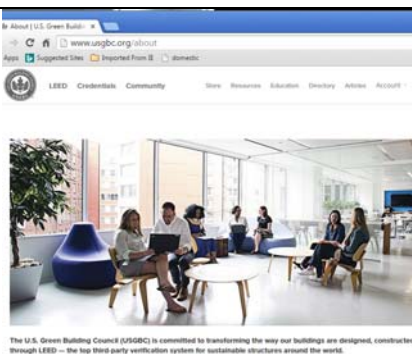 About | U.S. Green Buildi
www.usgbc.org/about
Apps Suggested Sites Imported From IE domestic
LEED Credentials Community Store Resources Education Directory Articles Account
The U.S. Green Building Council (USGBC) is committed to transforming the way our buildings are designed, constructe
through LEED — the top third-party verification system for sustainable structures around the world.